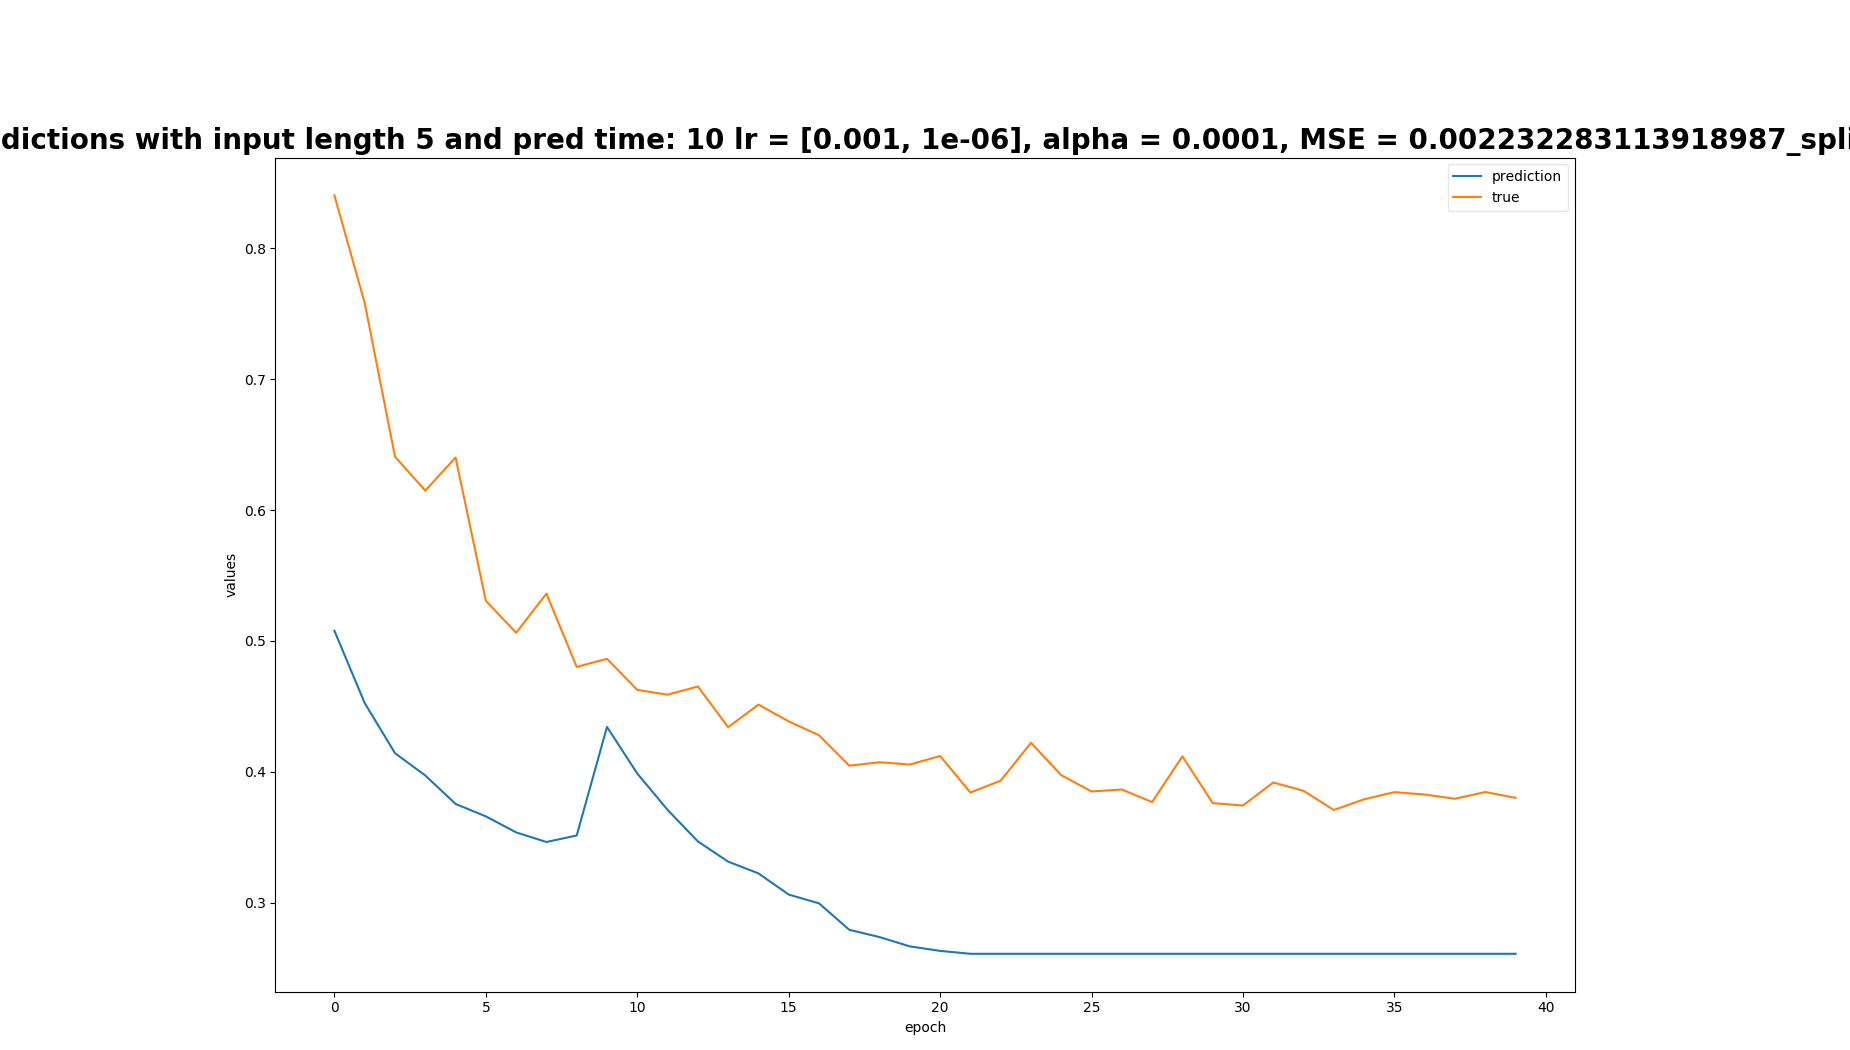 dictions with input length 5 and pred time: 10 lr = [0.001, 1e-06], alpha = 0.0001, MSE = 0.002232283113918987_spli
prediction
true
0.8
0.7
0.6
0.5
0.4
0.3
values
0 5 10 15 20 25 30 35 40
epoch